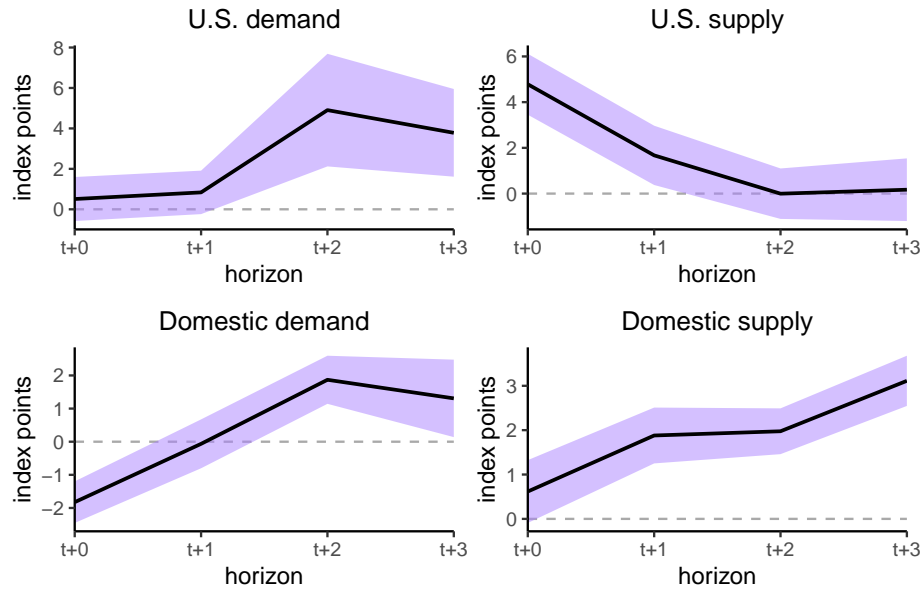 U.S. demand
index points
8
6
4
2
0
t+0 t+1 t+2 t+3
horizon
U.S. supply
index points
6
4
2
0
t+0 t+1 t+2 t+3
horizon
Domestic demand
index points
2
1
0
−1
−2
t+0 t+1 t+2 t+3
horizon
Domestic supply
index points
3
2
1
0
t+0 t+1 t+2 t+3
horizon